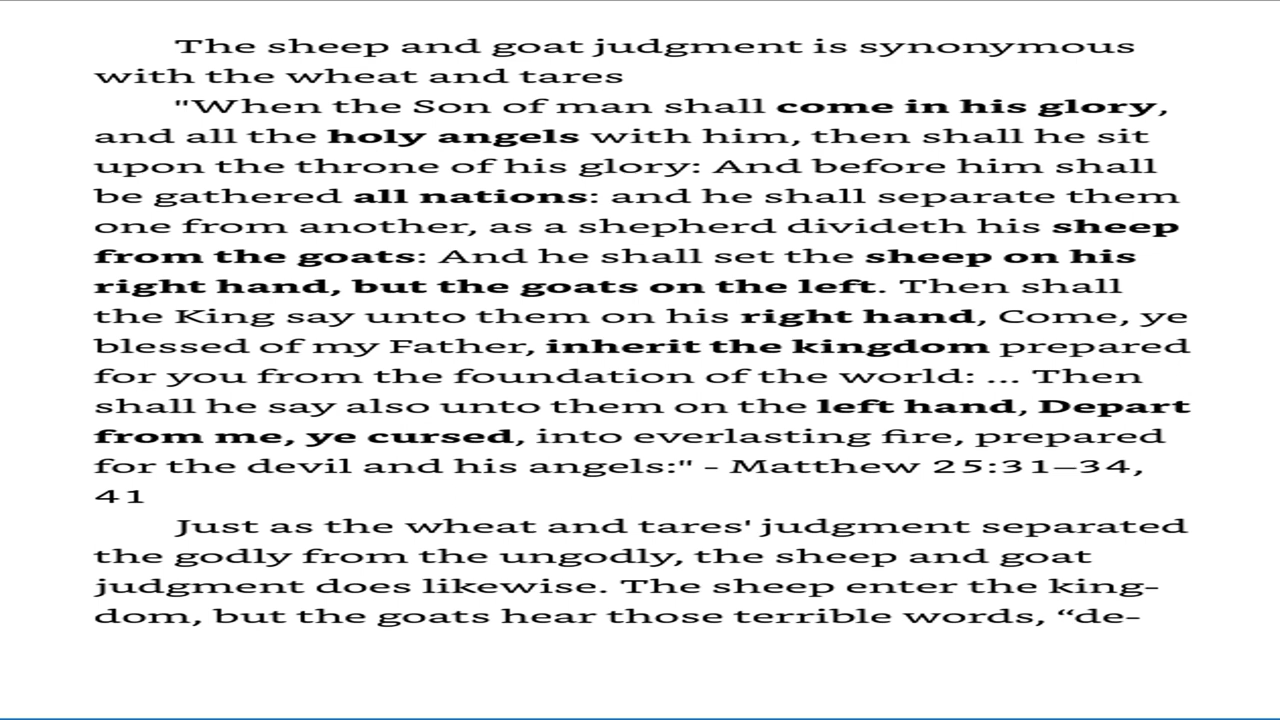 The sheep and goat judgment is synonymous
with the wheat and tares
"When the Son of man shall come in his glory,
and all the holy angels with him, then shall he sit
upon the throne of his glory: And before him shall
be gathered all nations: and he shall separate them
one from another, as a shepherd divideth his sheep
from the goats: And he shall set the sheep on his
right hand, but the goats on the left. Then shall
the King say unto them on his right hand, Come, ye
blessed of my Father, inherit the kingdom prepared
for you from the foundation of the world: ... Then
shall he say also unto them on the left hand, Depart
from me, ye cursed, into everlasting fire, prepared
for the devil and his angels:" - Matthew 25:31–34,
41
Just as the wheat and tares' judgment separated
the godly from the ungodly, the sheep and goat
judgment does likewise. The sheep enter the king-
dom, but the goats hear those terrible words, “de-